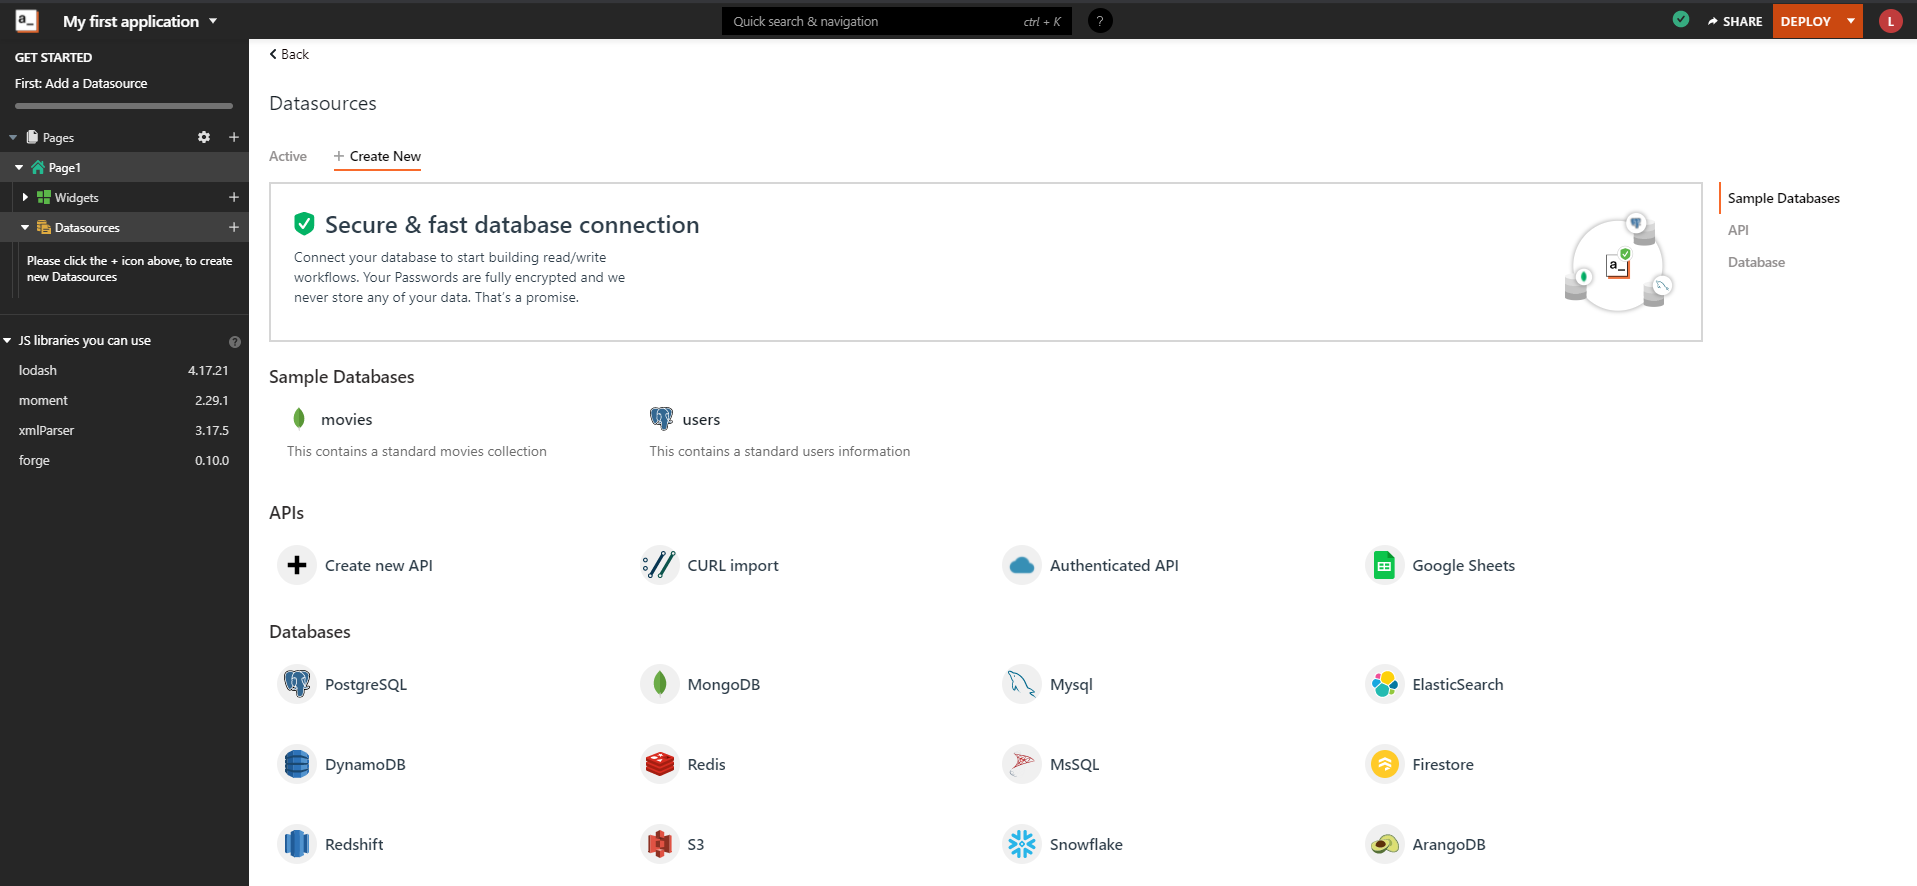 a_ My first application
Quick search & navigation ctrl + K ?
SHARE DEPLOY L
GET STARTED
First: Add a Datasource
Pages
Page1
Widgets
Datasources
Please click the + icon above, to create
new Datasources
JS libraries you can use ?
lodash 4.17.21
moment 2.29.1
xmlParser 3.17.5
forge 0.10.0
Back
Datasources
Active + Create New
Secure & fast database connection
Connect your database to start building read/write
workflows. Your Passwords are fully encrypted and we
never store any of your data. That's a promise.
a_
Sample Databases
API
Database
Sample Databases
movies
This contains a standard movies collection
users
This contains a standard users information
APIs
Create new API
CURL import
Authenticated API
Google Sheets
Databases
PostgreSQL
MongoDB
Mysql
ElasticSearch
DynamoDB
Redis
MsSQL
Firestore
Redshift
S3
Snowflake
ArangoDB